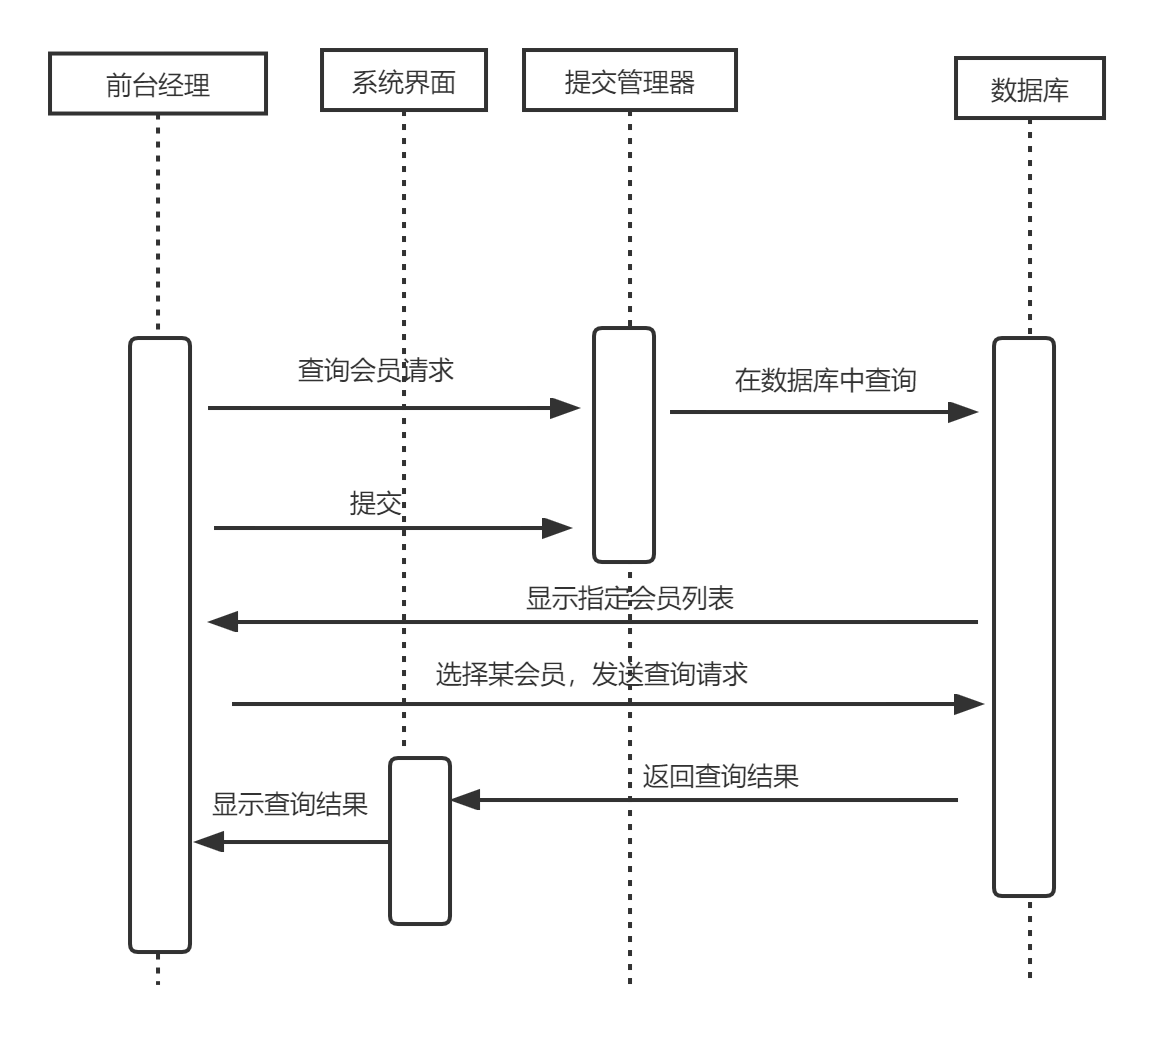 前台经理
系统界面
提交管理器
数据库
查询会员请求
在数据库中查询
提交
显示指定会员列表
选择某会员，发送查询请求
返回查询结果
显示查询结果